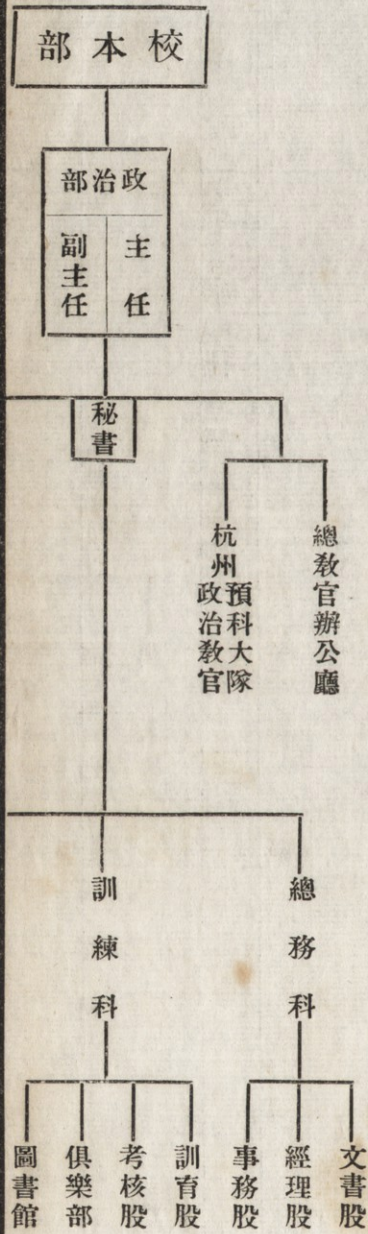 校本部
政治部
主任
副主任
秘書
總教官辦公廳
杭州預科大隊
政治教官
總務科
訓練科
文書股
經理股
事務股
訓育股
考核股
俱樂部
圖書館